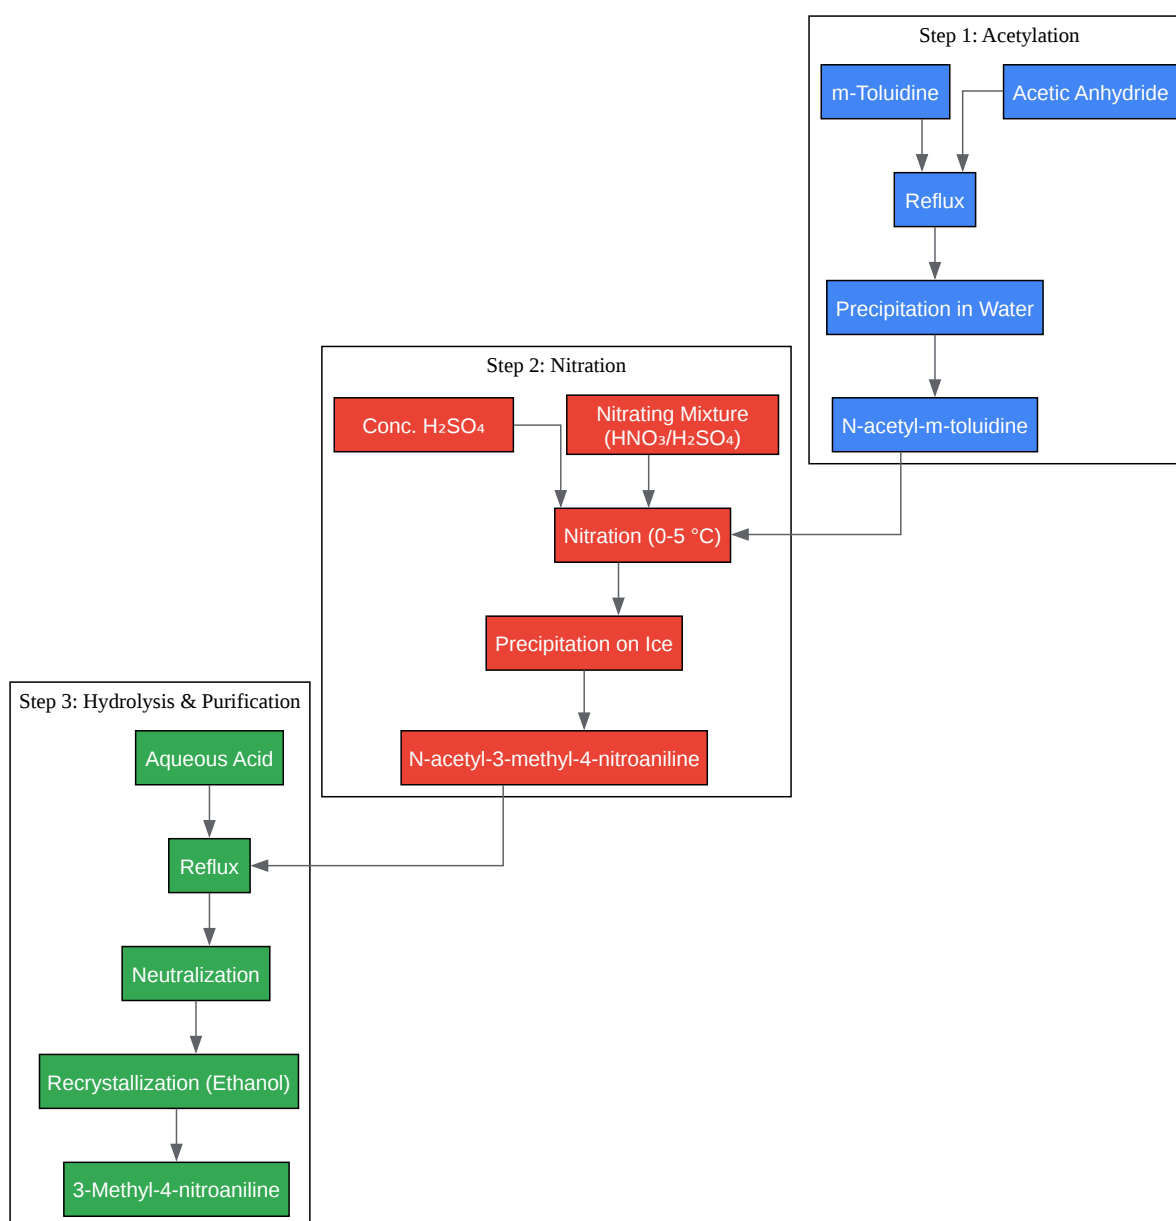 Step 1: Acetylation
m-Toluidine
Acetic Anhydride
Reflux
Precipitation in Water
N-acetyl-m-toluidine
Step 2: Nitration
Conc. H₂SO₄
Nitrating Mixture
(HNO₃/H₂SO₄)
Nitration (0-5 °C)
Precipitation on Ice
N-acetyl-3-methyl-4-nitroaniline
Step 3: Hydrolysis & Purification
Aqueous Acid
Reflux
Neutralization
Recrystallization (Ethanol)
3-Methyl-4-nitroaniline